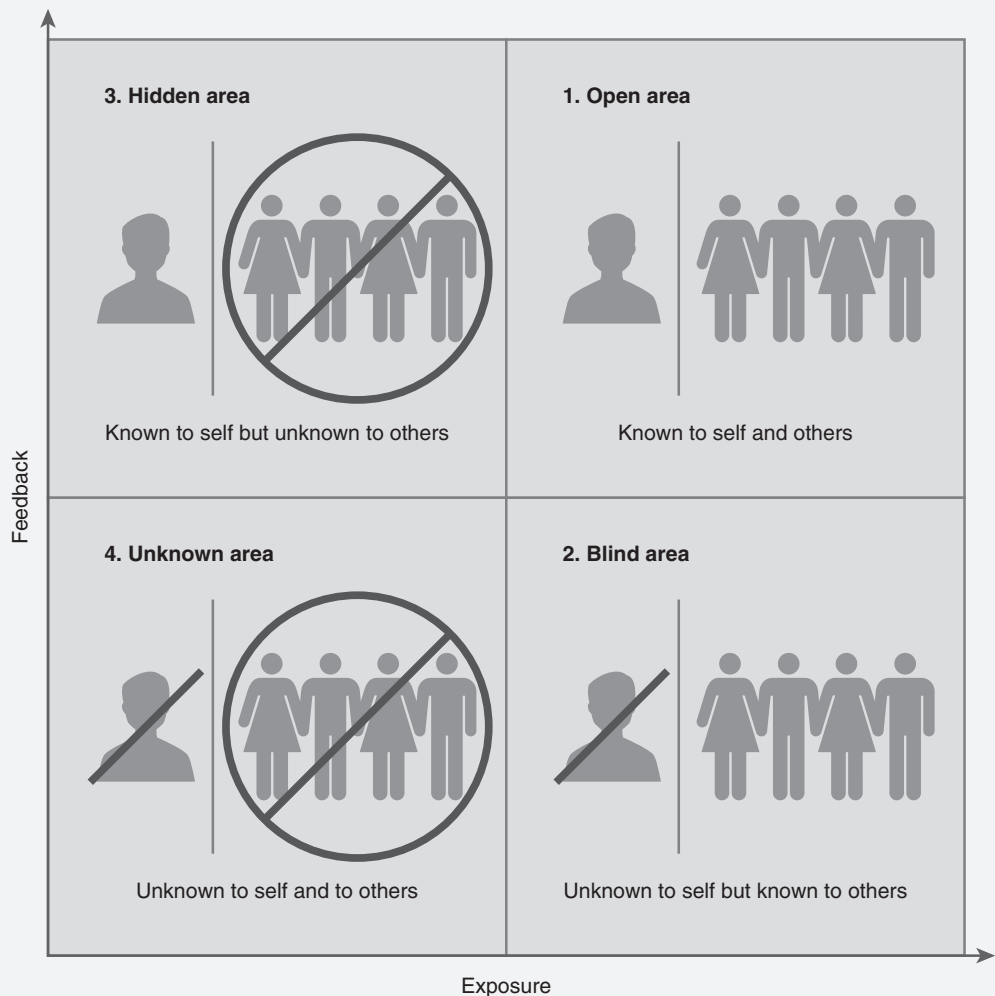 3. Hidden area
Known to self but unknown to others
1. Open area
Known to self and others
Feedback
4. Unknown area
Unknown to self and to others
2. Blind area
Unknown to self but known to others
Exposure